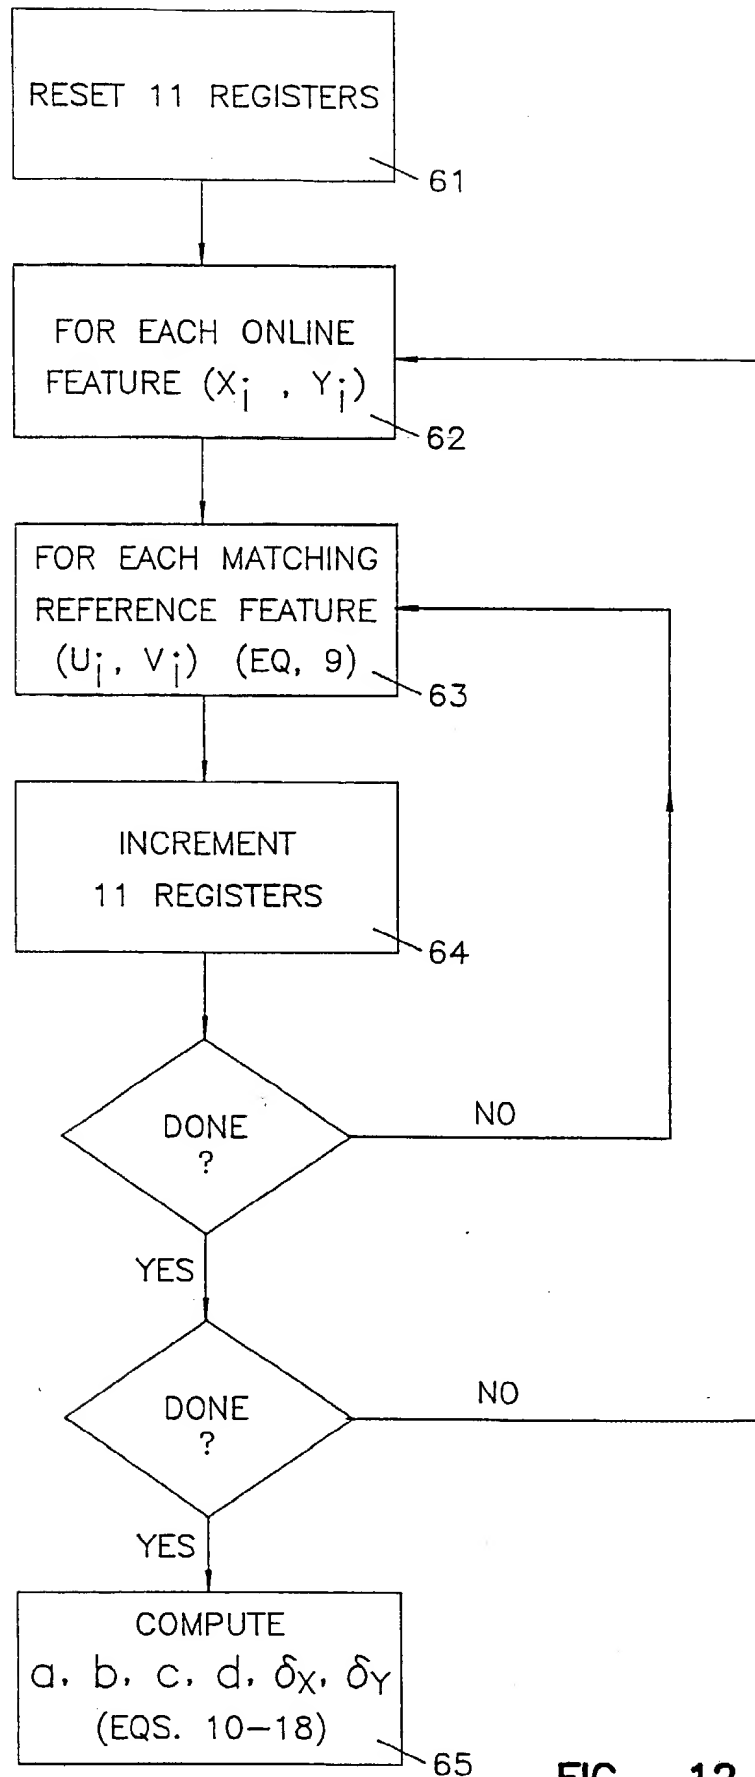 RESET 11 REGISTERS
61
FOR EACH ONLINE
FEATURE (Xi , Yi)
62
FOR EACH MATCHING
REFERENCE FEATURE
(Uj, Vj) (EQ, 9)
63
INCREMENT
11 REGISTERS
64
DONE
?
NO
YES
DONE
?
NO
YES
COMPUTE
a, b, c, d, δX, δY
(EQS. 10–18)
65
FIG. 12